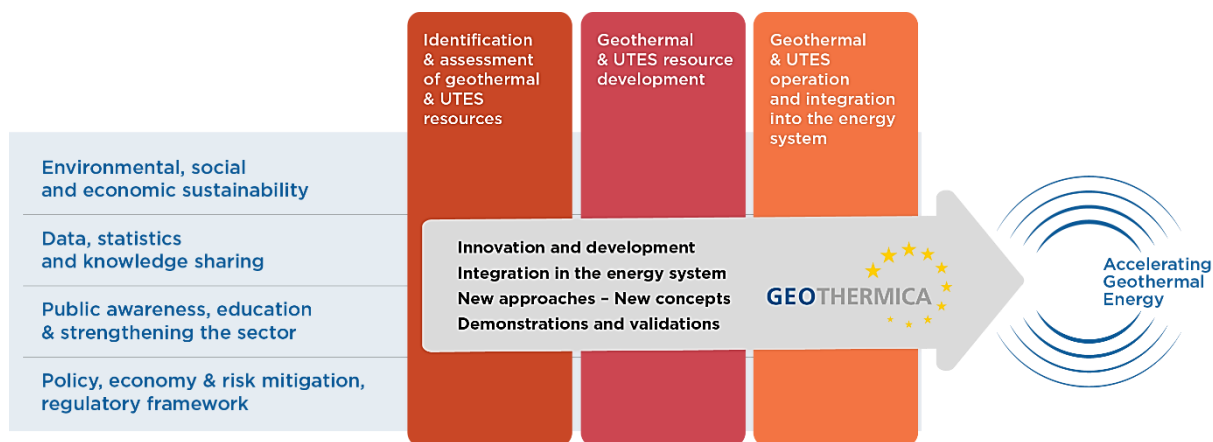 Identification
& assessment
of geothermal
& UTES
resources
Geothermal
& UTES resource
development
Geothermal
& UTES
operation
and integration
into the energy
system
Environmental, social
and economic sustainability
Data, statistics
and knowledge sharing
Public awareness, education
& strengthening the sector
Policy, economy & risk mitigation,
regulatory framework
Innovation and development
Integration in the energy system
New approaches – New concepts
Demonstrations and validations
GEOTHERMICA
Accelerating
Geothermal
Energy